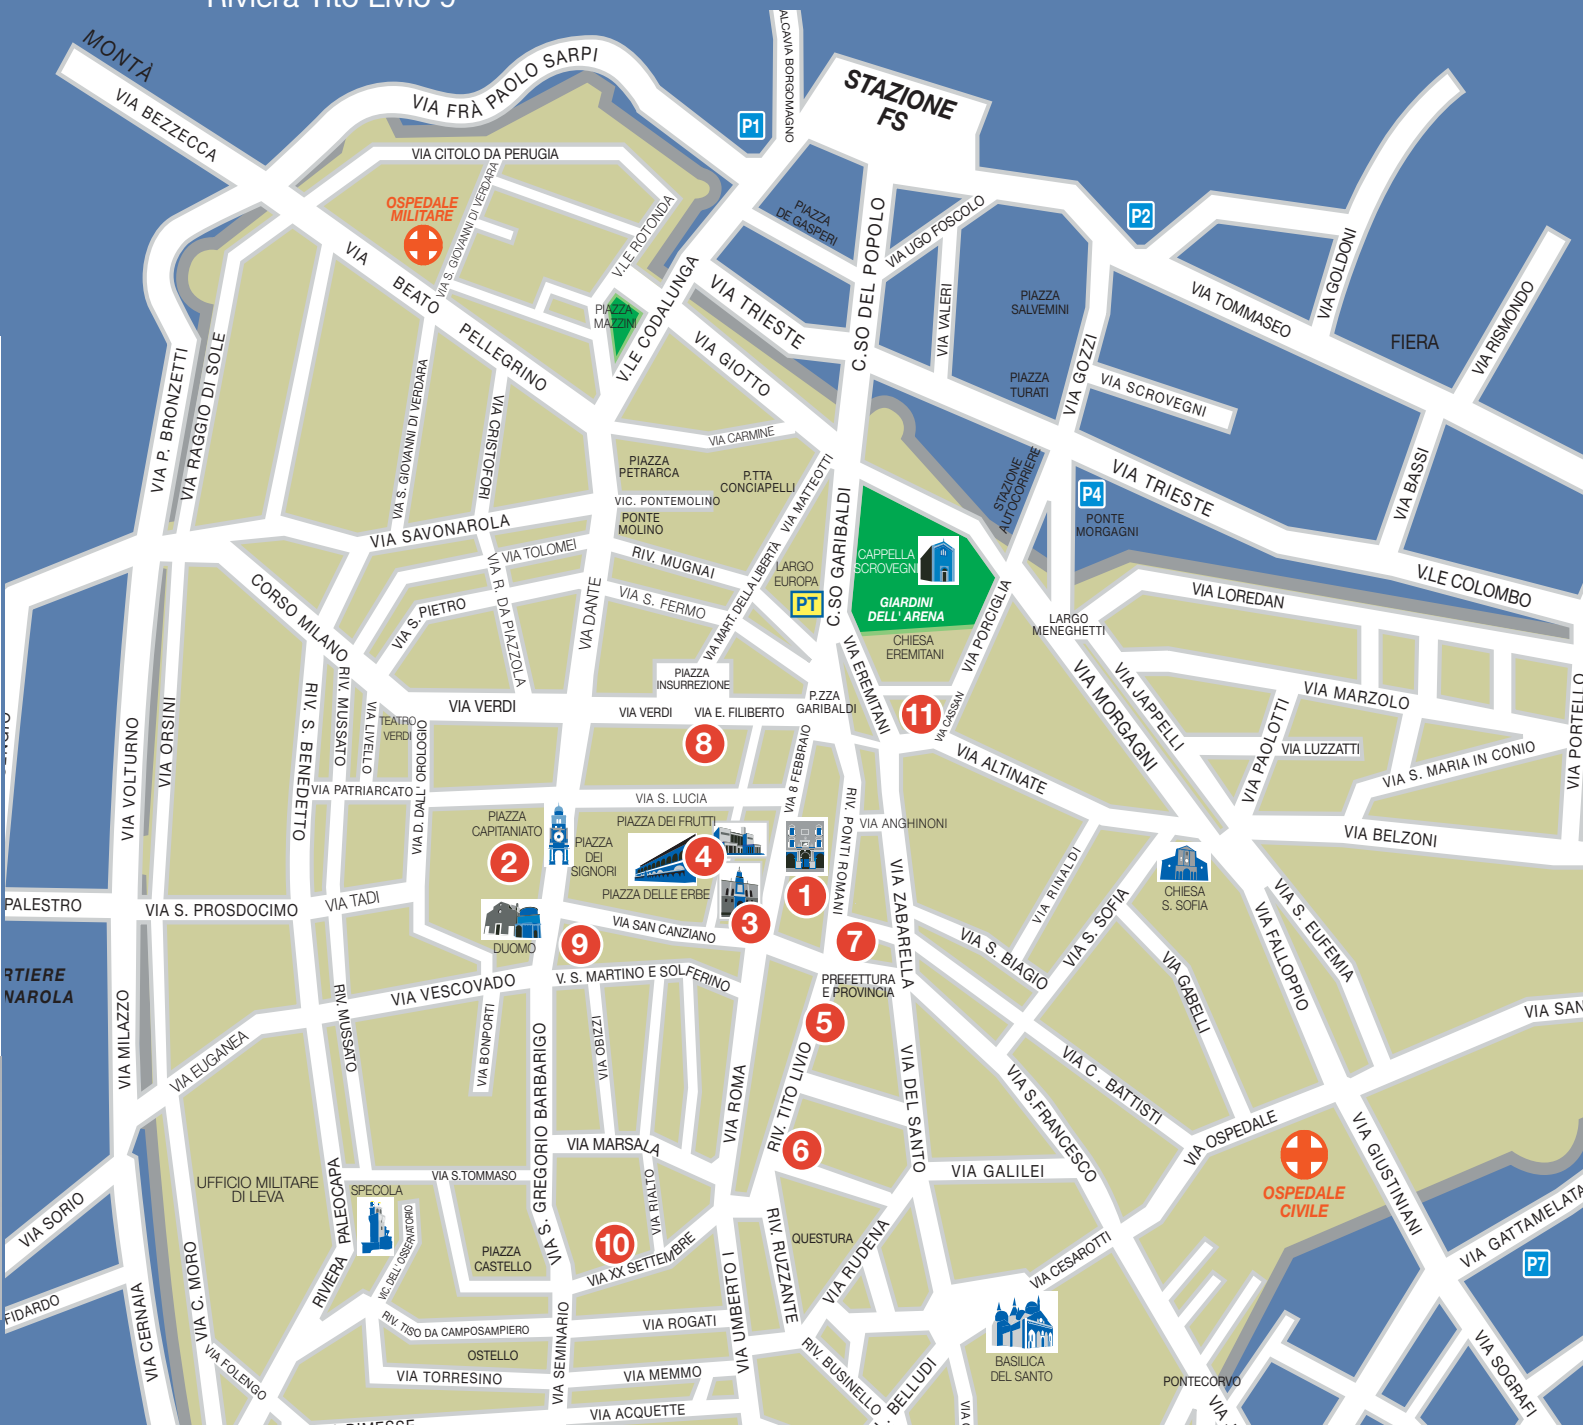 Riviera Tito Livio 9
MONTÀ
VIA BEZZECCA
VIA FRÀ PAOLO SARPI
VIA CITOLO DA PERUGIA
P1
ALCAVIA BORGOMAGNO
STAZIONE
FS
OSPEDALE
MILITARE
VIA S. GIOVANNI DI VERDARA
V.LE ROTONDA
PIAZZA
DE GASPERI
C.SO DEL POPOLO
VIA UGO FOSCOLO
P2
VIA GOLDONI
VIA TOMMASEO
VIA RISMONDO
FIERA
VIA BEATO PELLEGRINO
PIAZZA
MAZZINI
V.LE CODALUNGA
VIA TRIESTE
VIA GIOTTO
VIA VALERI
PIAZZA
SALVEMINI
PIAZZA
TURATI
VIA GOZZI
VIA SCROVEGNI
VIA BASSI
VIA P. BRONZETTI
VIA RAGGIO DI SOLE
VIA S. GIOVANNI DI VERDARA
VIA CRISTOFORI
VIA CARMINE
PIAZZA
PETRARCA
P.TTA
CONCIAPELLI
VIA MATTEOTTI
VIC. PONTEMOLINO
PONTE
MOLINO
STAZIONE
AUTOCORRIERE
P4
PONTE
MORGAGNI
VIA TRIESTE
V.LE COLOMBO
VIA SAVONAROLA
VIA TOLOMEI
RIV. MUGNAI
VIA R. DA PIAZZOLA
LARGO
EUROPA
PT
C.SO GARIBALDI
CAPPELLA
SCROVEGNI
GIARDINI
DELL' ARENA
CHIESA
EREMITANI
VIA PORCIGLIA
LARGO
MENEGHETTI
VIA LOREDAN
CORSO MILANO
VIA S. PIETRO
VIA DANTE
VIA S. FERMO
VIA MART. DELLA LIBERTÀ
VIA EREMITANI
PIAZZA
INSURREZIONE
VIA MORGAGNI
VIA JAPPELLI
VIA MARZOLO
VIA PORTELLO
VIA VOLTURNO
VIA ORSINI
RIV. S. BENEDETTO
RIV. MUSSATO
VIA LIVELLO
TEATRO
VERDI
VIA D. DALL' OROLOGIO
VIA VERDI
VIA VERDI
VIA E. FILIBERTO
P.ZZA
GARIBALDI
11
VIA CASSAN
8
VIA ALTINATE
VIA PAOLOTTI
VIA LUZZATTI
VIA S. MARIA IN CONIO
VIA PATRIARCATO
VIA S. LUCIA
VIA 8 FEBBRAIO
RIV. PONTI ROMANI
VIA ANGHINONI
VIA BELZONI
PIAZZA
CAPITANIATO
2
PIAZZA
DEI
SIGNORI
PIAZZA DEI FRUTTI
4
PIAZZA DELLE ERBE
1
VIA ZABARELLA
VIA RINALDI
CHIESA
S. SOFIA
PALESTRO
VIA S. PROSDOCIMO
VIA TADI
DUOMO
9
VIA SAN CANZIANO
3
7
VIA S. BIAGIO
VIA S. SOFIA
VIA GABELLI
VIA FALLOPPIO
VIA S. EUFEMIA
RTIERE
NAROLA
VIA MILAZZO
VIA VESCOVADO
V. S. MARTINO E SOLFERINO
PREFETTURA
E PROVINCIA
5
VIA SAN
VIA EUGANEA
RIV. MUSSATO
VIA BONPORTI
VIA S. GREGORIO BARBARIGO
VIA OBIZZI
VIA ROMA
RIV. TITO LIVIO
VIA DEL SANTO
VIA S.FRANCESCO
VIA C. BATTISTI
VIA OSPEDALE
VIA GIUSTINIANI
VIA MARSALA
6
VIA GALILEI
OSPEDALE
CIVILE
UFFICIO MILITARE
DI LEVA
VIA SORIO
RIVIERA PALEOCAPA
SPECOLA
VIA S.TOMMASO
VIC. DELL'OSSERVATORIO
PIAZZA
CASTELLO
10
VIA RIALTO
VIA XX SETTEMBRE
RIV. RUZZANTE
QUESTURA
VIA RUDENA
VIA CESAROTTI
VIA GATTAMELATA
P7
FIDARDO
VIA CERNAIA
VIA C. MORO
VIA FOLENGO
RIV. TISO DA CAMPOSAMPIERO
OSTELLO
VIA TORRESINO
VIA SEMINARIO
VIA ROGATI
VIA MEMMO
VIA UMBERTO I
VIA ACQUETTE
RIV. BUSINELLO
BELLUDI
BASILICA
DEL SANTO
PONTECORVO
VIA SOGRAFI